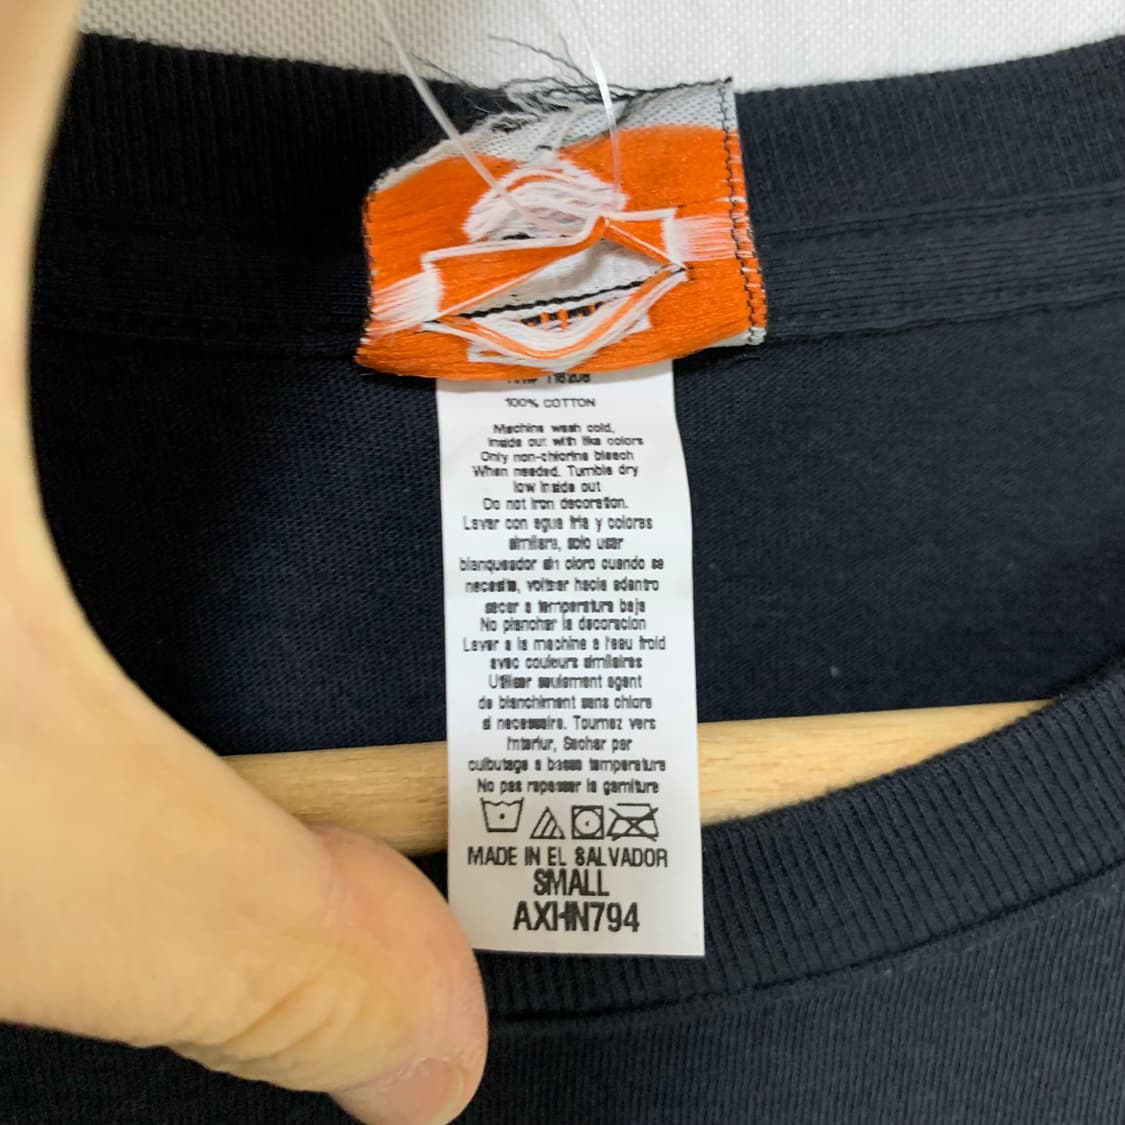 100% COTTON
Machine wash cold,
Inside out with like colors
Only non-chlorine bleach
When needed. Tumble dry
low inside out
Do not iron decoration.
Lavar con agua fria y colores
similiars, solo usar
blanqueador sin cloro cuando se
necesita, voltear hacia adentro
secar a temperatura baja
No planchar la decoracion
Laver a la machine a l'eau froid
avec couleurs similaires
Utiliser seulement agent
de blanchiment sans chlore
si necessaire. Tournez vers
l'nteriur, Secher par
culbutage a basse temperature
No pas repasser la garniture
MADE IN EL SALVADOR
SMALL
AXHN794